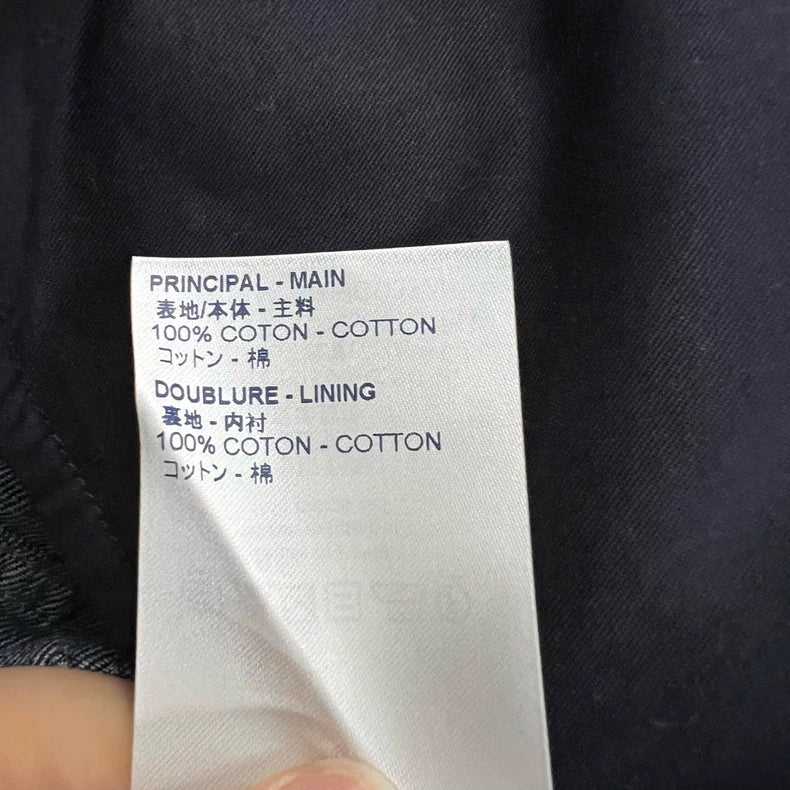 PRINCIPAL - MAIN
表地/本体 - 主料
100% COTON - COTTON
コットン - 棉
DOUBLURE - LINING
裏地 - 内衬
100% COTON - COTTON
コットン - 棉